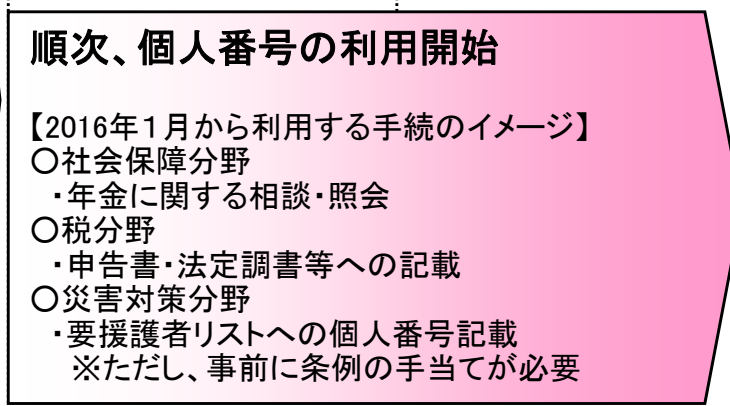 順次、個人番号の利用開始
【2016年１月から利用する手続のイメージ】
○社会保障分野
・年金に関する相談・照会
○税分野
・申告書・法定調書等への記載
○災害対策分野
・要援護者リストへの個人番号記載
※ただし、事前に条例の手当てが必要